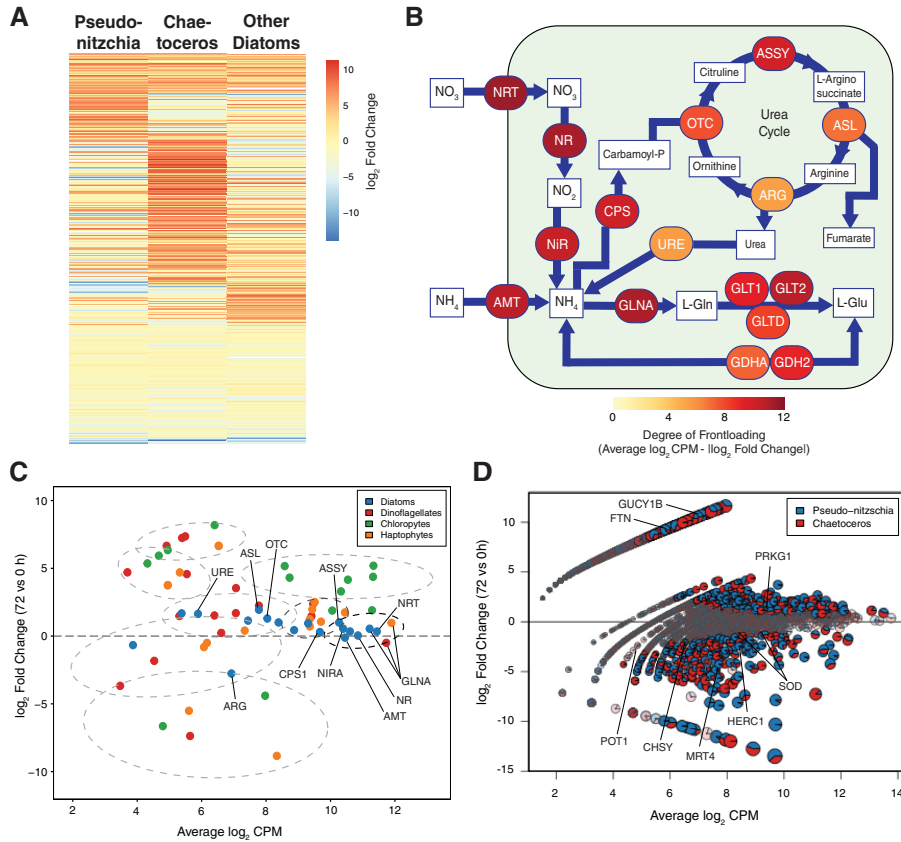 A
Pseudo-
nitzchia
Chae-
toceros
Other
Diatoms
10
5
0
−5
−10
log2 Fold Change
B
NO3
NRT
NO3
NR
NO2
NiR
NH4
AMT
NH4
GLNA
L-Gln
GLT1
GLT2
GLTD
L-Glu
GDHA
GDH2
CPS
Carbamoyl-P
URE
Urea
OTC
Citruline
ASSY
L-Argino
succinate
ASL
Urea
Cycle
Ornithine
Arginine
ARG
Fumarate
0
4
8
12
Degree of Frontloading
(Average log2 CPM - |log2 Fold Change|)
C
Diatoms
Dinoflagellates
Chloropytes
Haptophytes
URE
ASL
OTC
ASSY
NRT
CPS1
NIRA
GLNA
NR
AMT
ARG
10
5
0
−5
−10
2
4
6
8
10
12
log2 Fold Change (72 vs 0h)
Average log2 CPM
D
Pseudo−nitzschia
Chaetoceros
GUCY1B
FTN
PRKG1
SOD
HERC1
POT1
CHSY
MRT4
10
5
0
-5
-10
-15
2
4
6
8
10
12
14
log2 Fold Change (72 vs 0 h)
Average log2 CPM